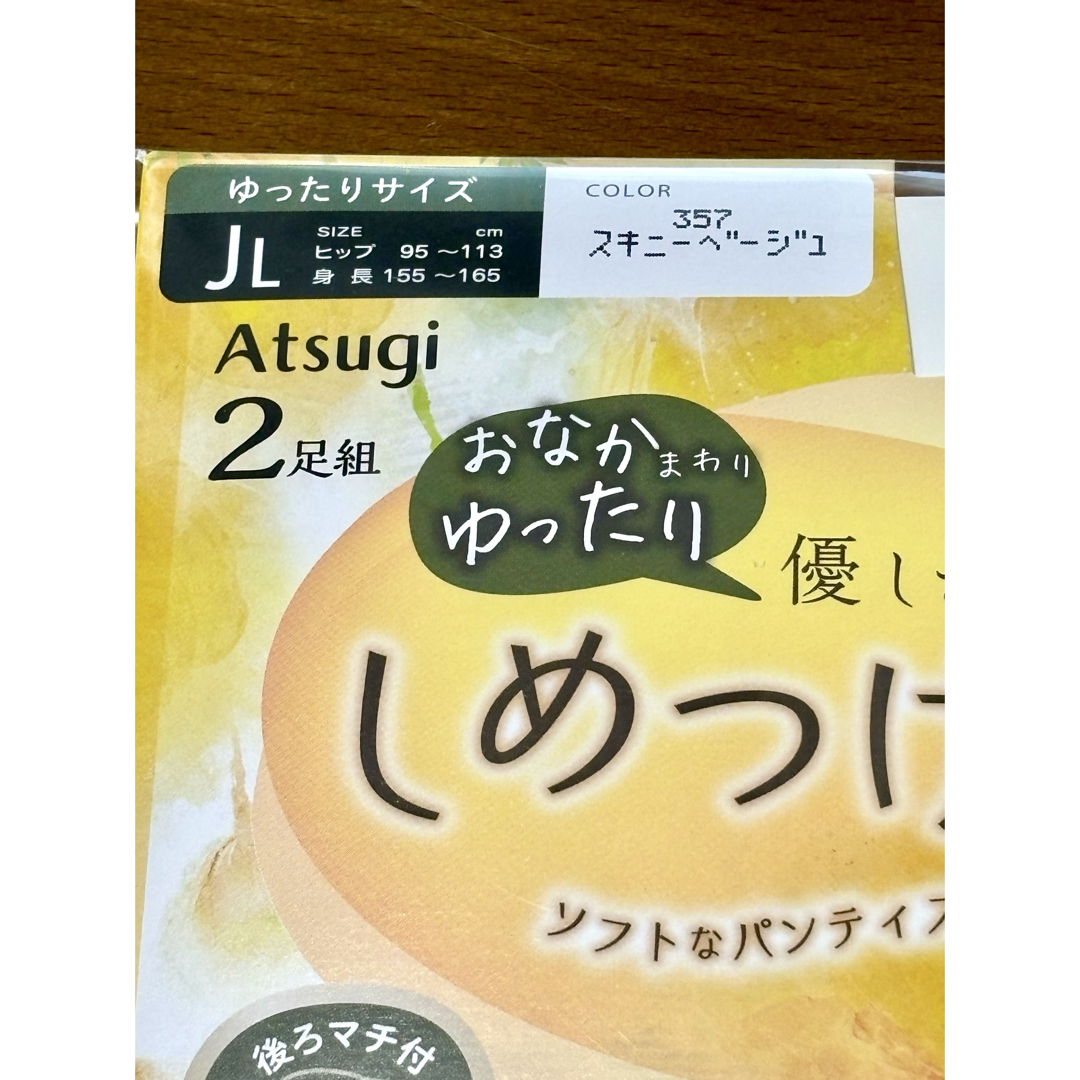 ゆったりサイズ
JL
SIZE cm
ヒップ 95～113
身長 155～165
COLOR
357
スキニーベージュ
Atsugi
2足組
おなかまわり
ゆったり
優し
しめつけ
ソフトなパンティス
後ろマチ付